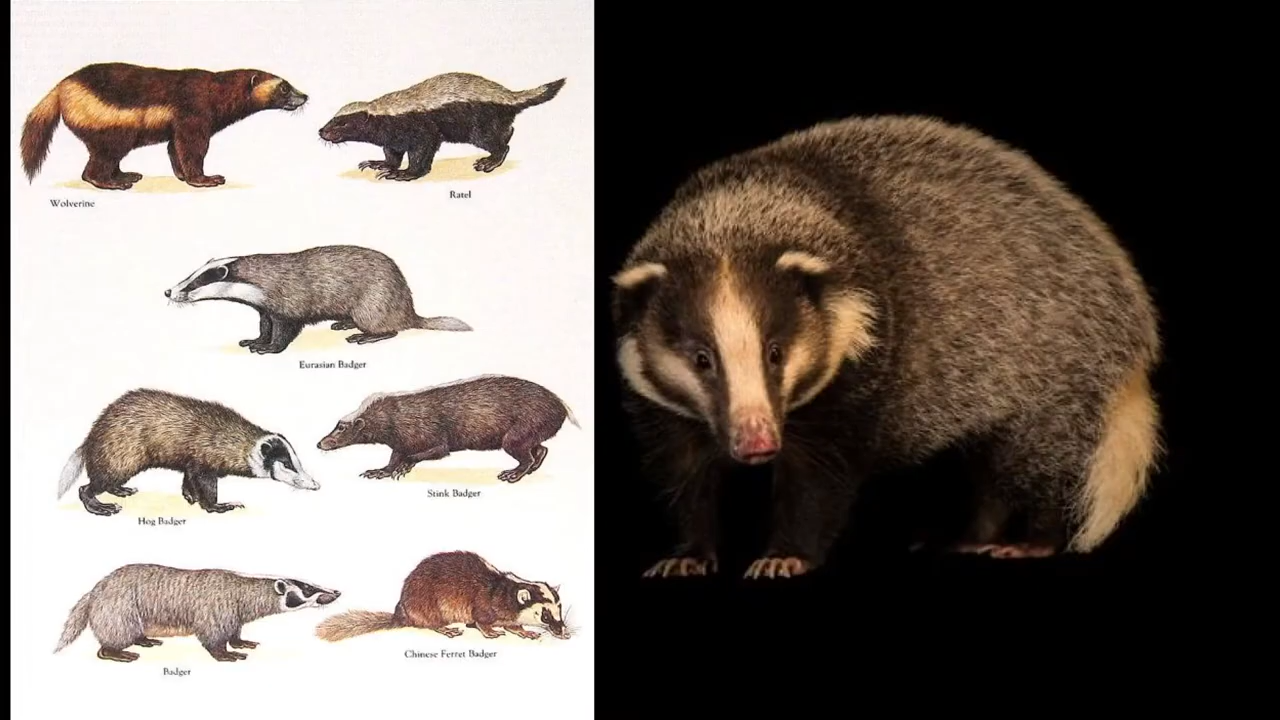 Wolverine
Ratel
Eurasian Badger
Hog Badger
Stink Badger
Badger
Chinese Ferret Badger